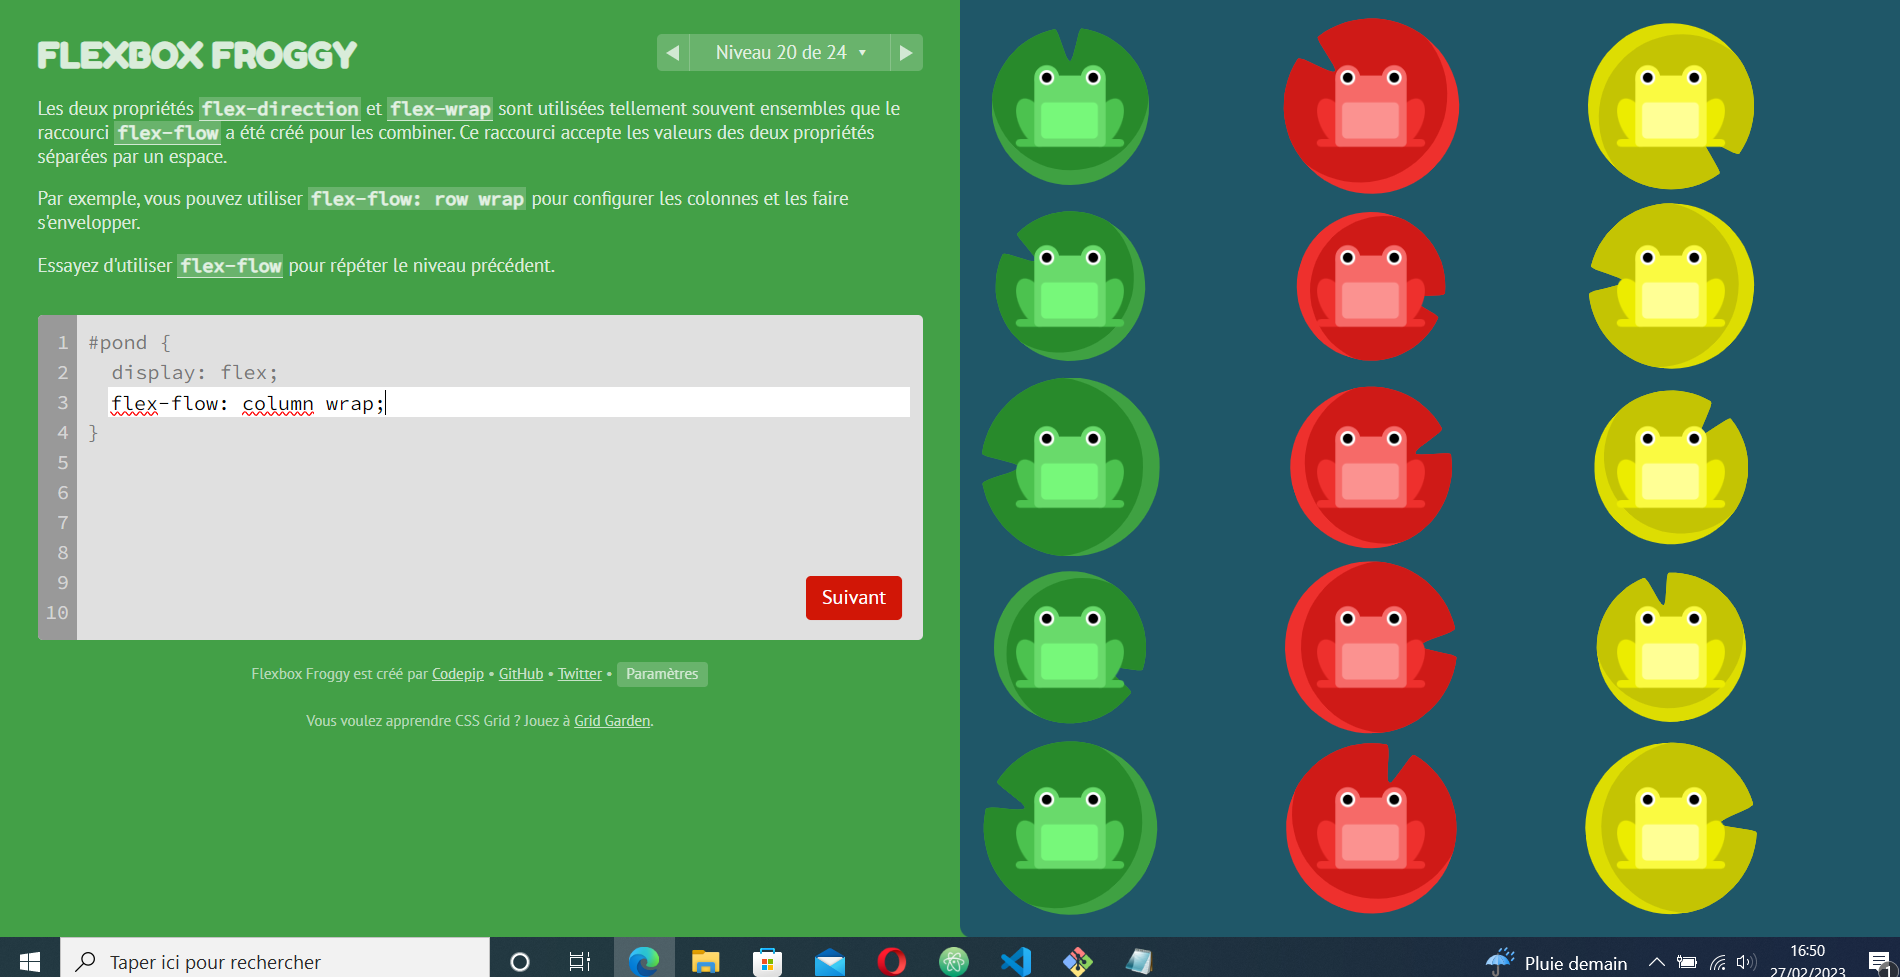 FLEXBOX FROGGY
◀ Niveau 20 de 24 ▾ ▶
Les deux propriétés flex-direction et flex-wrap sont utilisées tellement souvent ensembles que le
raccourci flex-flow a été créé pour les combiner. Ce raccourci accepte les valeurs des deux propriétés
séparées par un espace.
Par exemple, vous pouvez utiliser flex-flow: row wrap pour configurer les colonnes et les faire
s'envelopper.
Essayez d'utiliser flex-flow pour répéter le niveau précédent.
1 #pond {
2 display: flex;
3 flex-flow: column wrap;
4 }
5
6
7
8
9
10
Suivant
Flexbox Froggy est créé par Codepip • GitHub • Twitter • Paramètres
Vous voulez apprendre CSS Grid ? Jouez à Grid Garden.
Taper ici pour rechercher
Pluie demain
16:50
27/02/2023